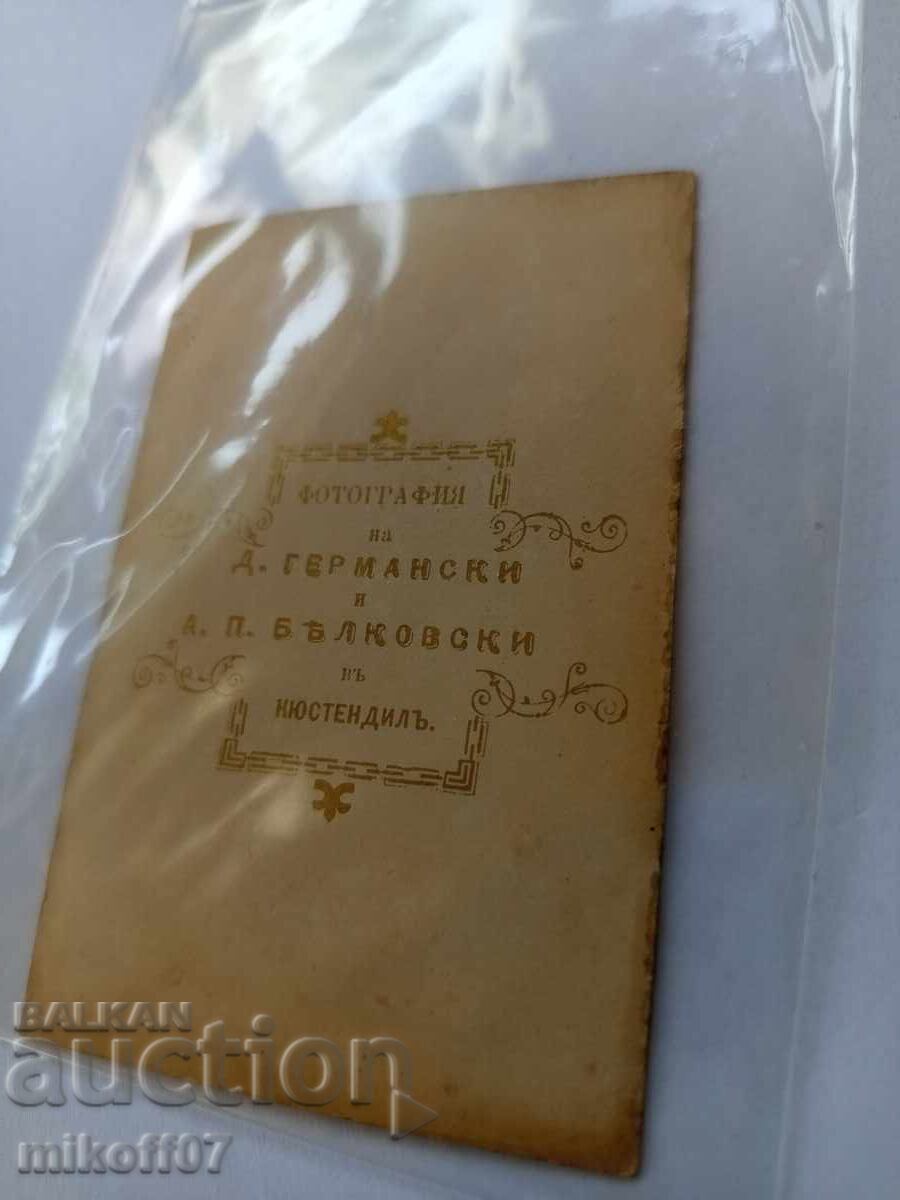 ФОТОГРАФИЯ
на
Д. ГЕРМАНСКИ
и
А. П. БѢЛКОВСКИ
въ
КЮСТЕНДИЛЪ.
BALKAN
auction
mikoff07